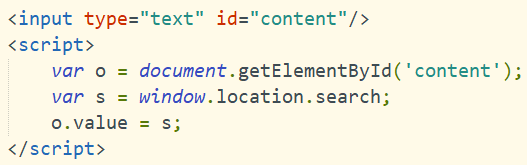 <input type="text" id="content"/>
<script>
var o = document.getElementById('content');
var s = window.location.search;
o.value = s;
</script>